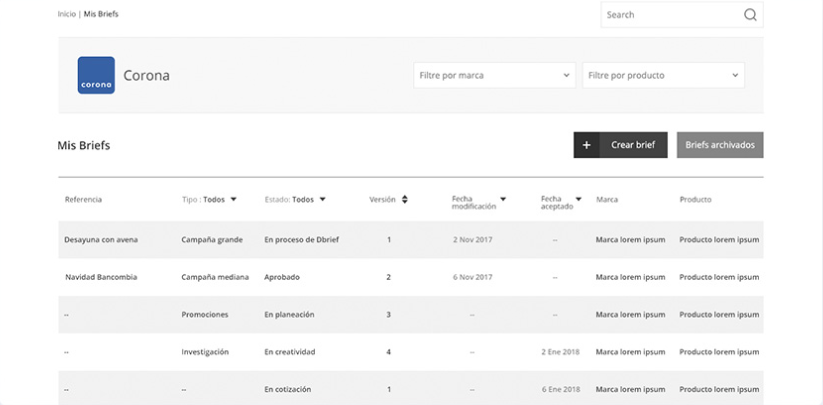 Inicio | Mis Briefs
Search
corona
Corona
Filtre por marca
Filtre por producto
Mis Briefs
+ Crear brief
Briefs archivados
Referencia
Tipo : Todos
Estado: Todos
Versión
Fecha
modificación
Fecha
aceptado
Marca
Producto
Desayuna con avena Campaña grande En proceso de Dbrief 1 2 Nov 2017 -- Marca lorem ipsum Producto lorem ipsum
Navidad Bancombia Campaña mediana Aprobado 2 6 Nov 2017 -- Marca lorem ipsum Producto lorem ipsum
-- Promociones En planeación 3 -- -- Marca lorem ipsum Producto lorem ipsum
-- Investigación En creatividad 4 -- 2 Ene 2018 Marca lorem ipsum Producto lorem ipsum
-- -- En cotización 1 6 Ene 2018 Marca lorem ipsum Producto lorem ipsum